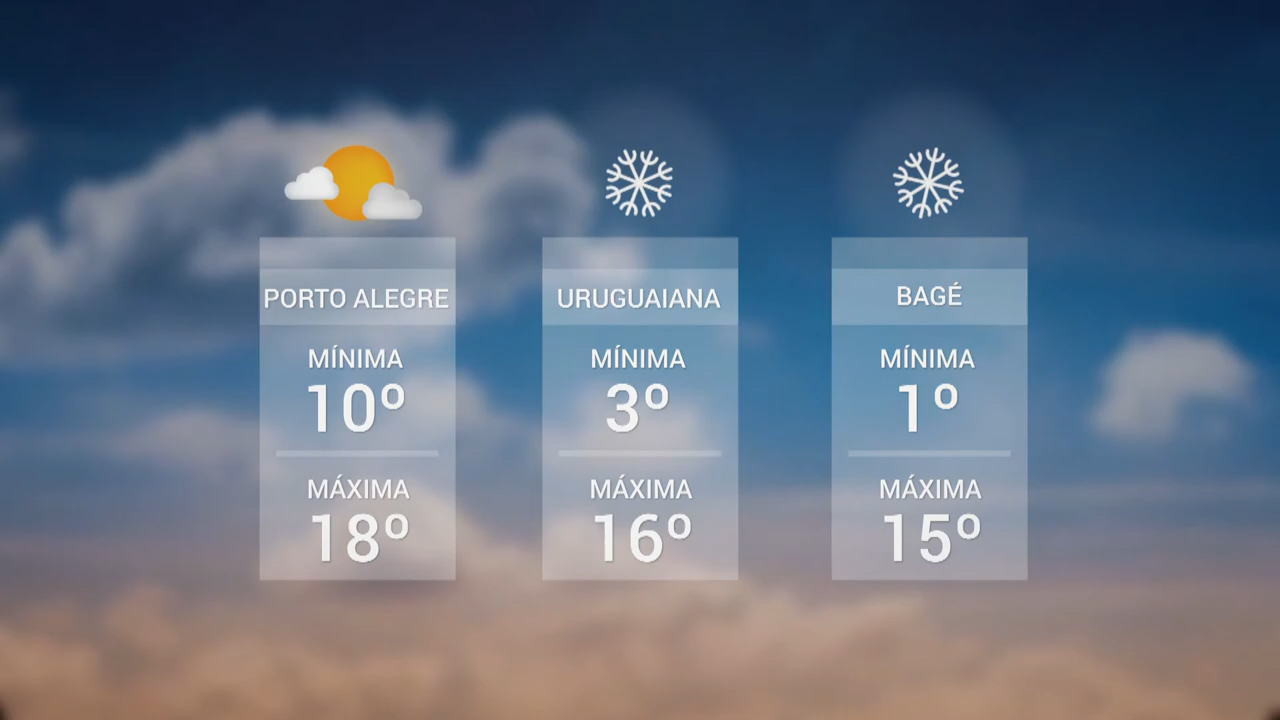 PORTO ALEGRE
MÍNIMA
10º
MÁXIMA
18º
URUGUAIANA
MÍNIMA
3º
MÁXIMA
16º
BAGÉ
MÍNIMA
1º
MÁXIMA
15º